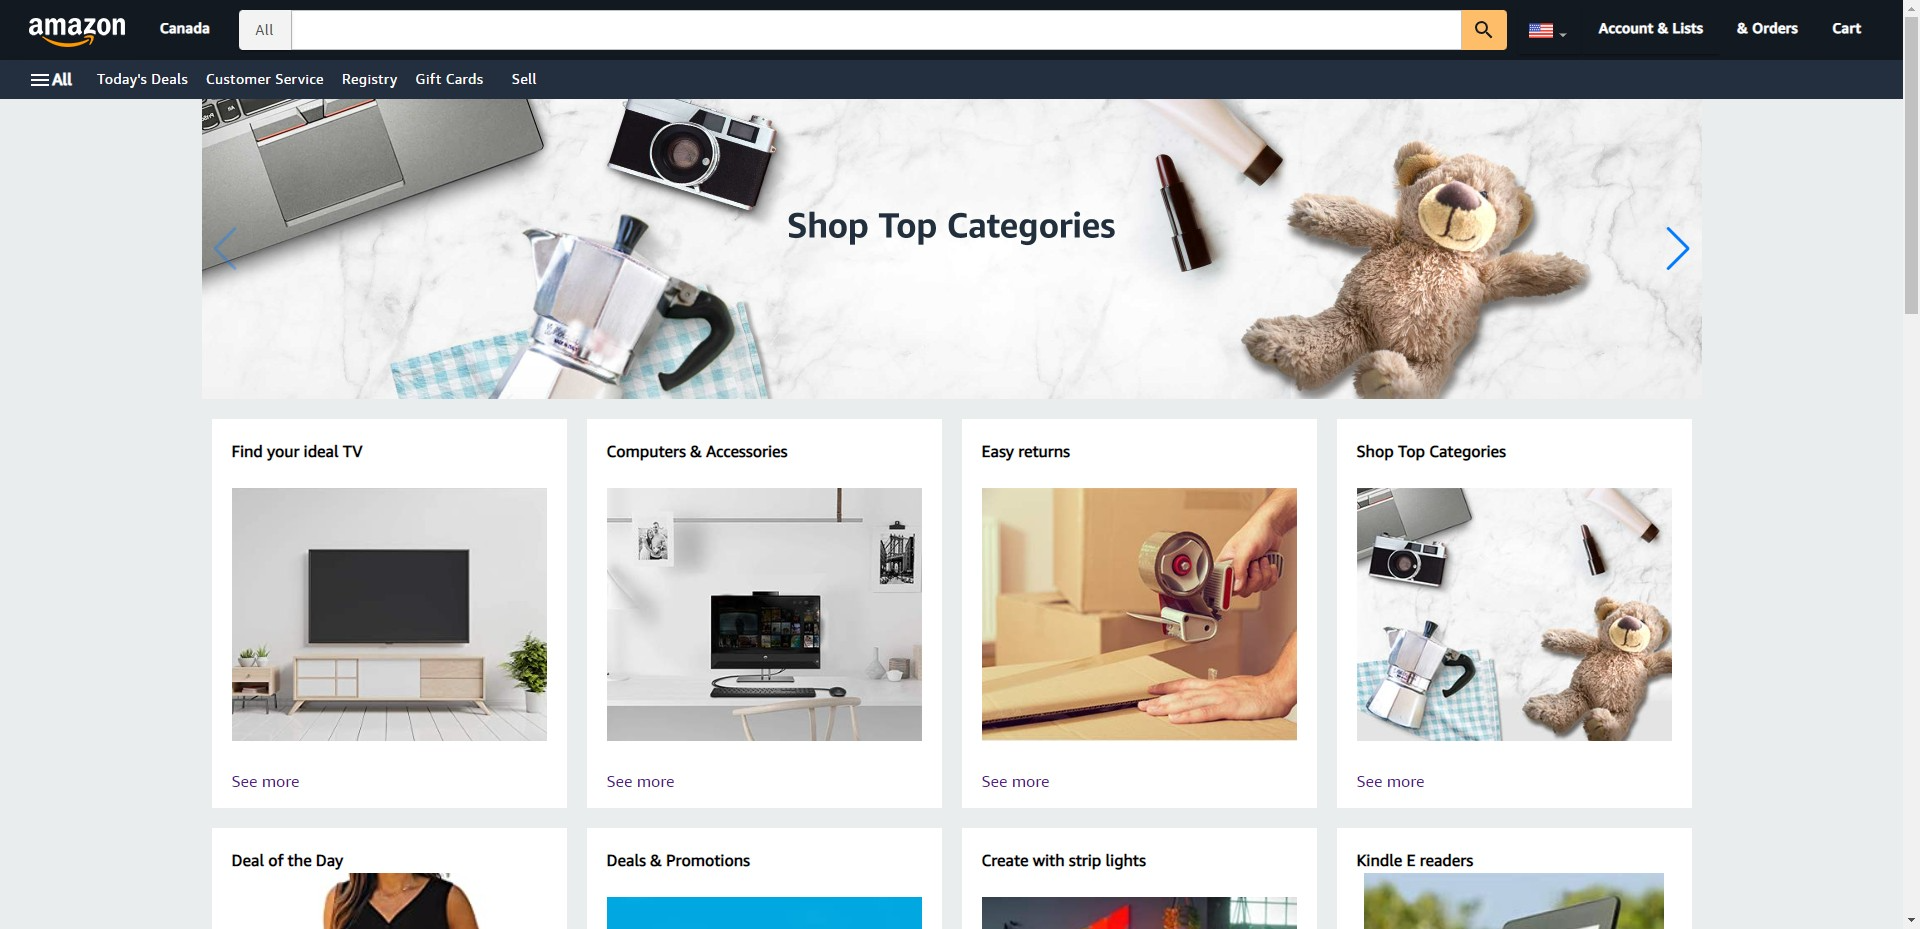 amazon
Canada
All
Account & Lists
& Orders
Cart
All
Today's Deals
Customer Service
Registry
Gift Cards
Sell
Shop Top Categories
Find your ideal TV
Computers & Accessories
Easy returns
Shop Top Categories
See more
See more
See more
See more
Deal of the Day
Deals & Promotions
Create with strip lights
Kindle E readers